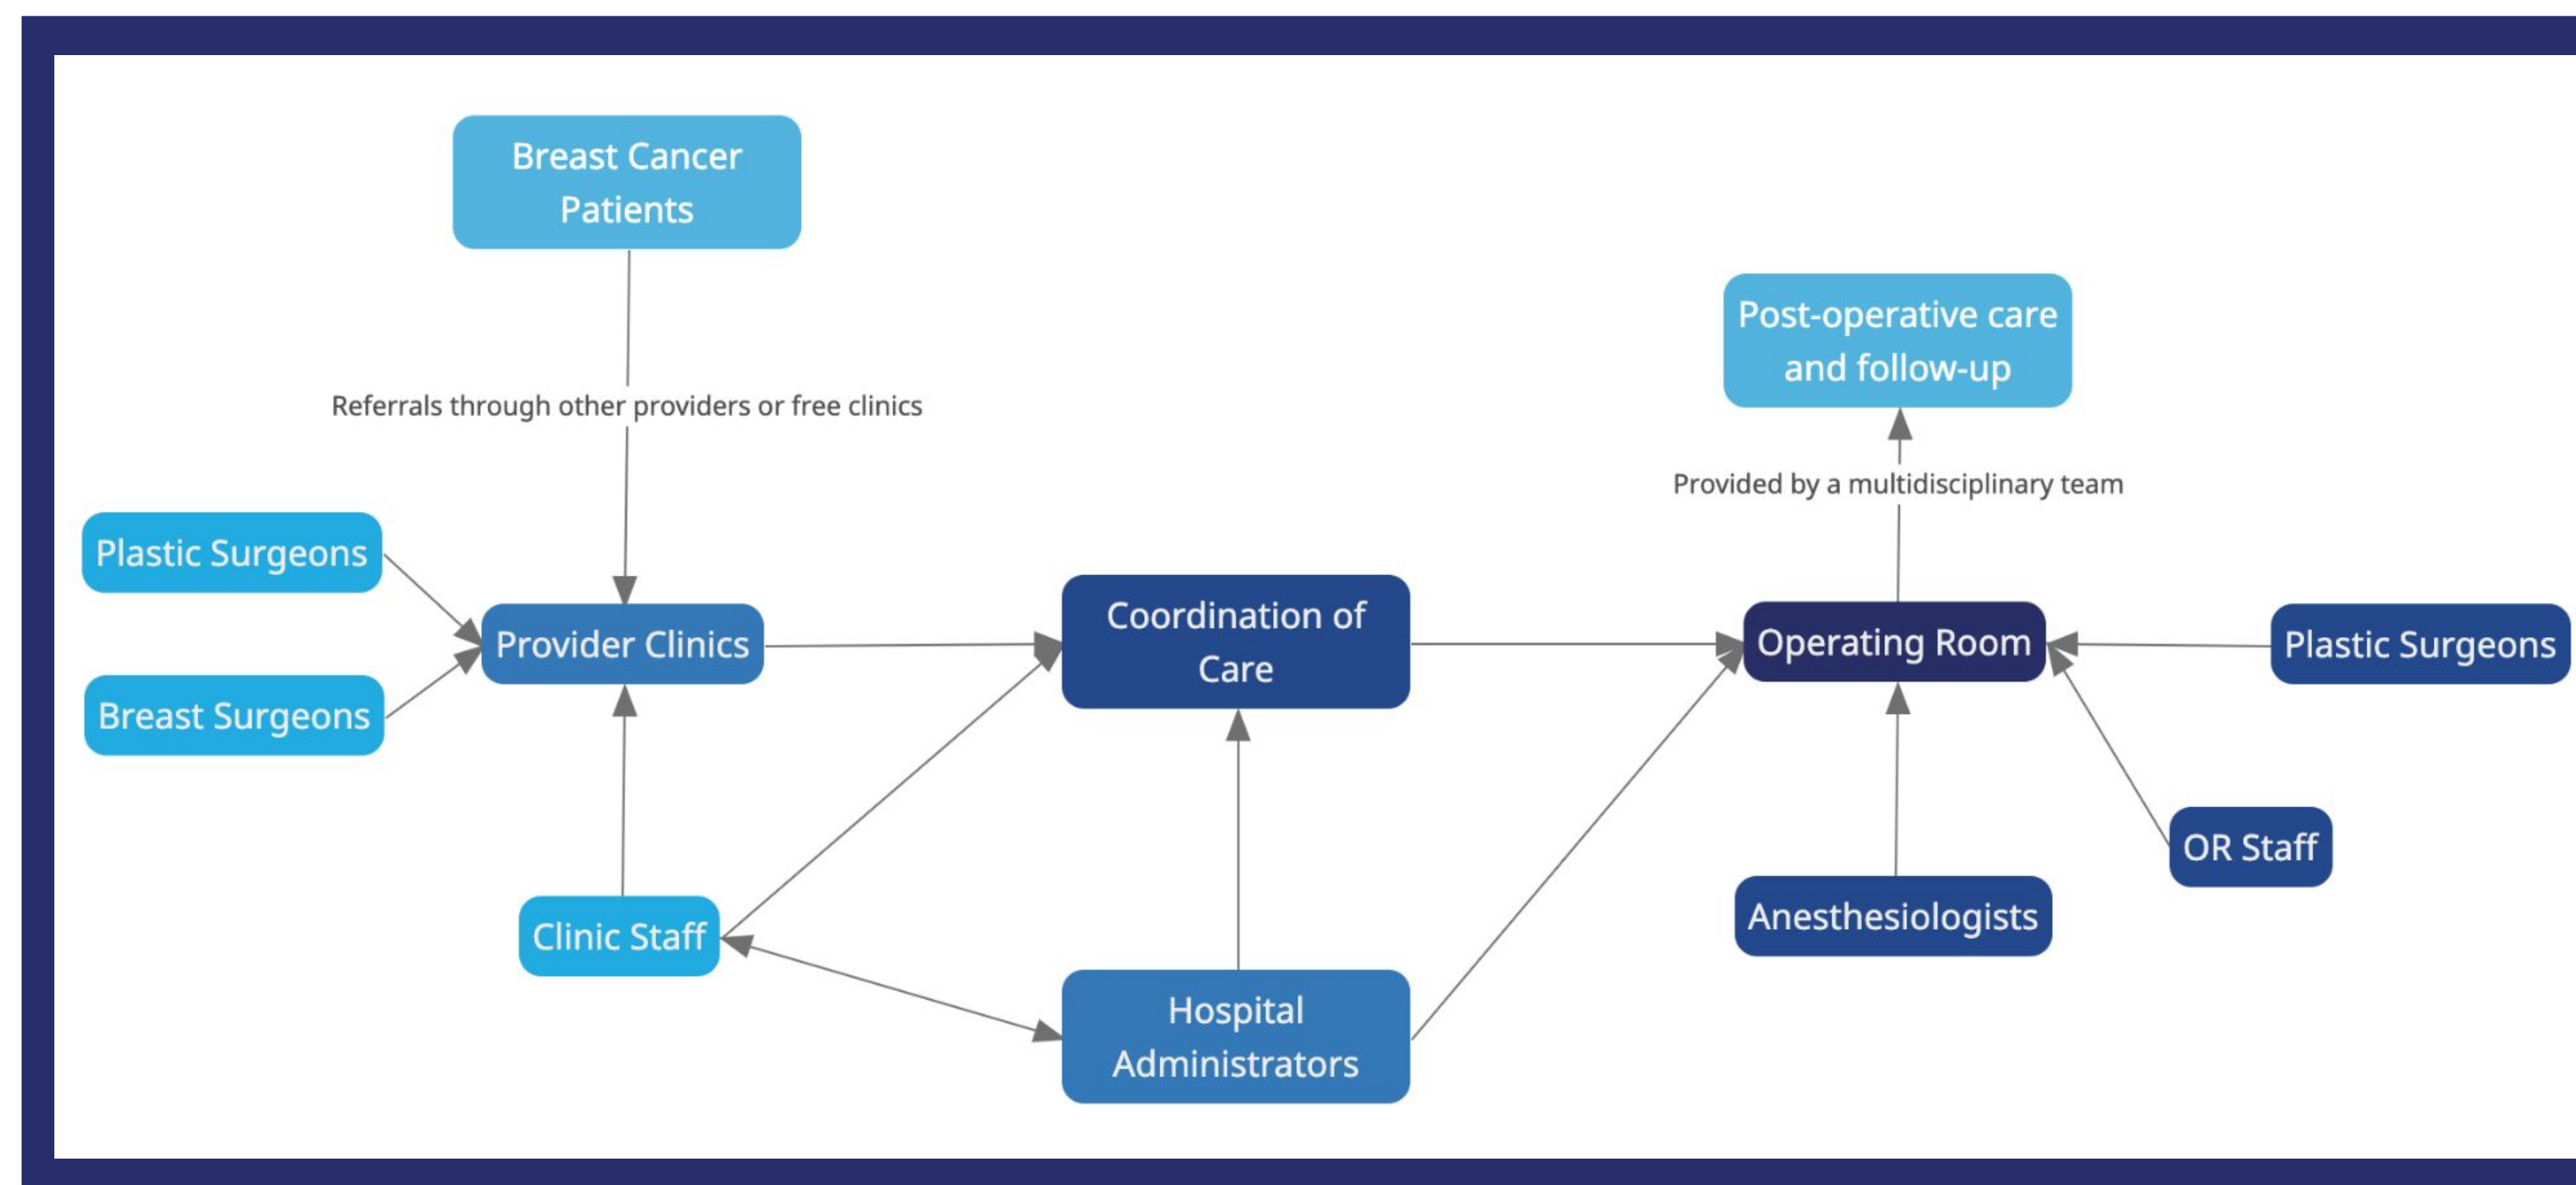 Breast Cancer
Patients
Referrals through other providers or free clinics
Plastic Surgeons
Breast Surgeons
Provider Clinics
Clinic Staff
Coordination of
Care
Hospital
Administrators
Post-operative care
and follow-up
Provided by a multidisciplinary team
Operating Room
Plastic Surgeons
OR Staff
Anesthesiologists